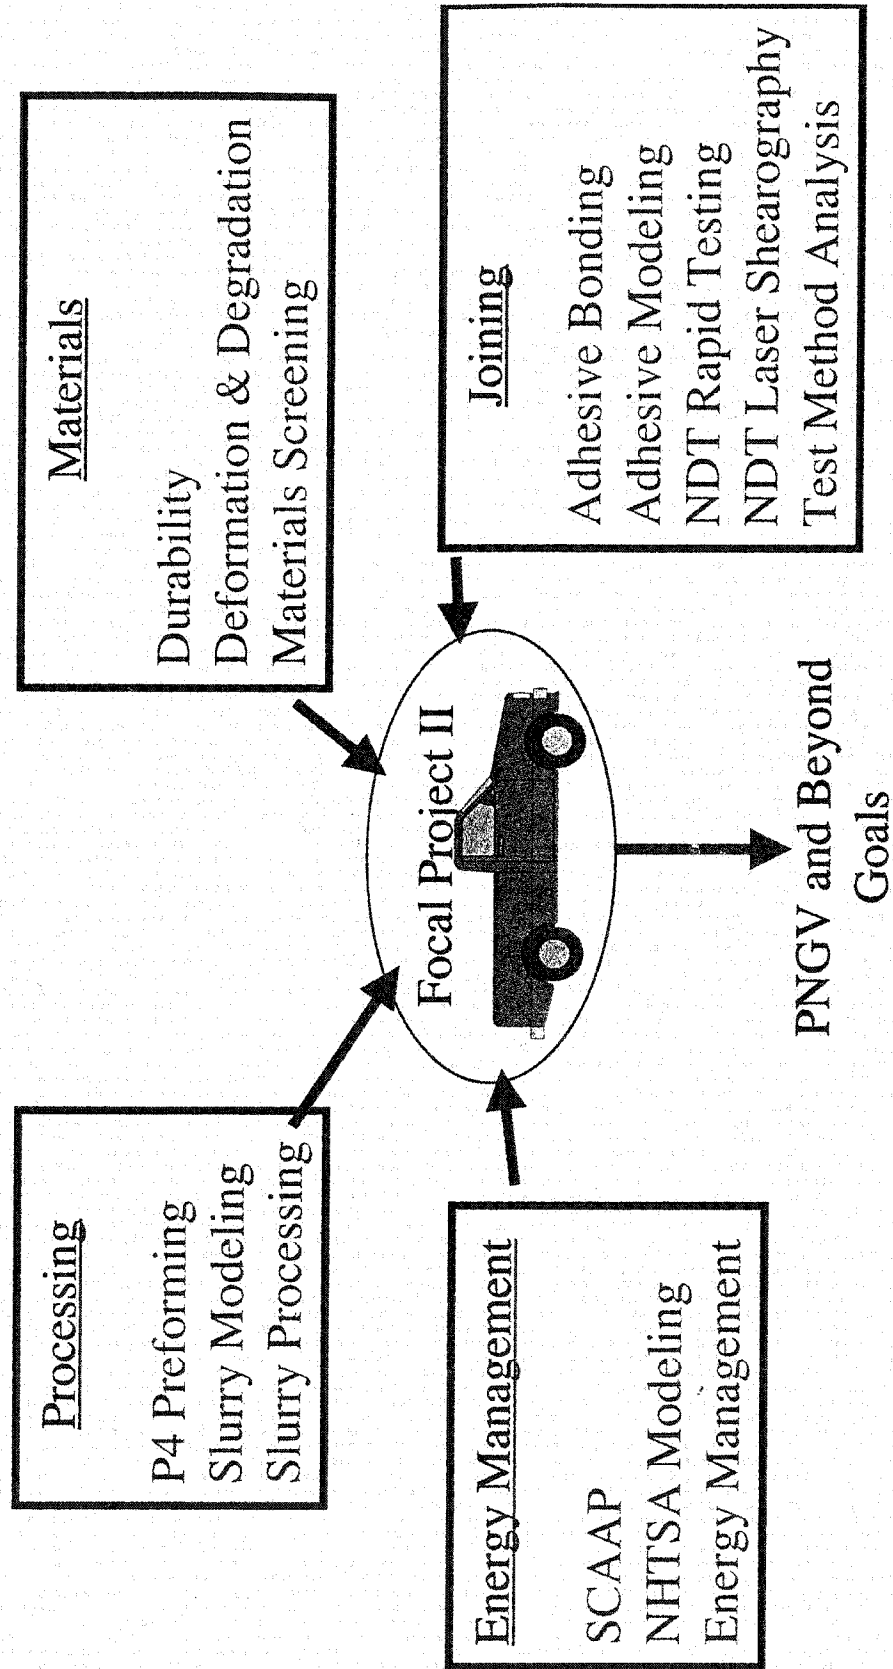 Processing
P4 Preforming
Slurry Modeling
Slurry Processing
Materials
Durability
Deformation & Degradation
Materials Screening
Focal Project II
Energy Management
SCAAP
NHTSA Modeling
Energy Management
Joining
Adhesive Bonding
Adhesive Modeling
NDT Rapid Testing
NDT Laser Shearography
Test Method Analysis
PNGV and Beyond
Goals